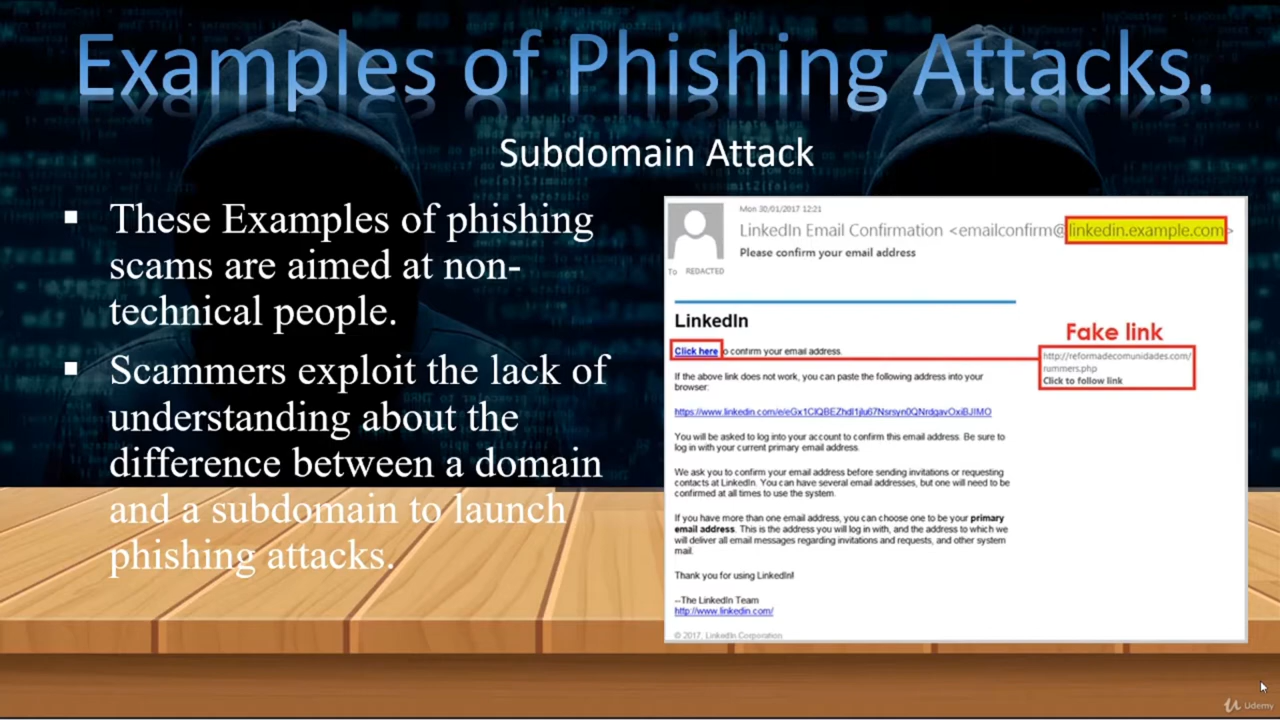 Examples of Phishing Attacks.
Subdomain Attack
▪ These Examples of phishing
scams are aimed at non-
technical people.
▪ Scammers exploit the lack of
understanding about the
difference between a domain
and a subdomain to launch
phishing attacks.
Mon 30/01/2017 12:21
LinkedIn Email Confirmation <emailconfirm@linkedin.example.com>
Please confirm your email address
To REDACTED
LinkedIn
Click here to confirm your email address.
If the above link does not work, you can paste the following address into your
browser:
You will be asked to log into your account to confirm this email address. Be sure to
log in with your current primary email address.
We ask you to confirm your email address before sending invitations or requesting
contacts at LinkedIn. You can have several email addresses, but one will need to be
confirmed at all times to use the system.
If you have more than one email address, you can choose one to be your primary
email address. This is the address you will log in with, and the address to which we
will deliver all email messages regarding invitations and requests, and other system
mail.
Thank you for using LinkedIn!
--The LinkedIn Team
http://www.linkedin.com/
© 2017, LinkedIn Corporation
Fake link
http://reformadecomunidades.com/
rummers.php
Click to follow link
Udemy